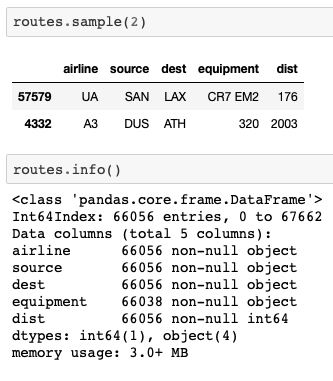 routes.sample(2)
airline source dest equipment dist
57579 UA SAN LAX CR7 EM2 176
4332 A3 DUS ATH 320 2003
routes.info()
<class 'pandas.core.frame.DataFrame'>
Int64Index: 66056 entries, 0 to 67662
Data columns (total 5 columns):
airline 66056 non-null object
source 66056 non-null object
dest 66056 non-null object
equipment 66038 non-null object
dist 66056 non-null int64
dtypes: int64(1), object(4)
memory usage: 3.0+ MB